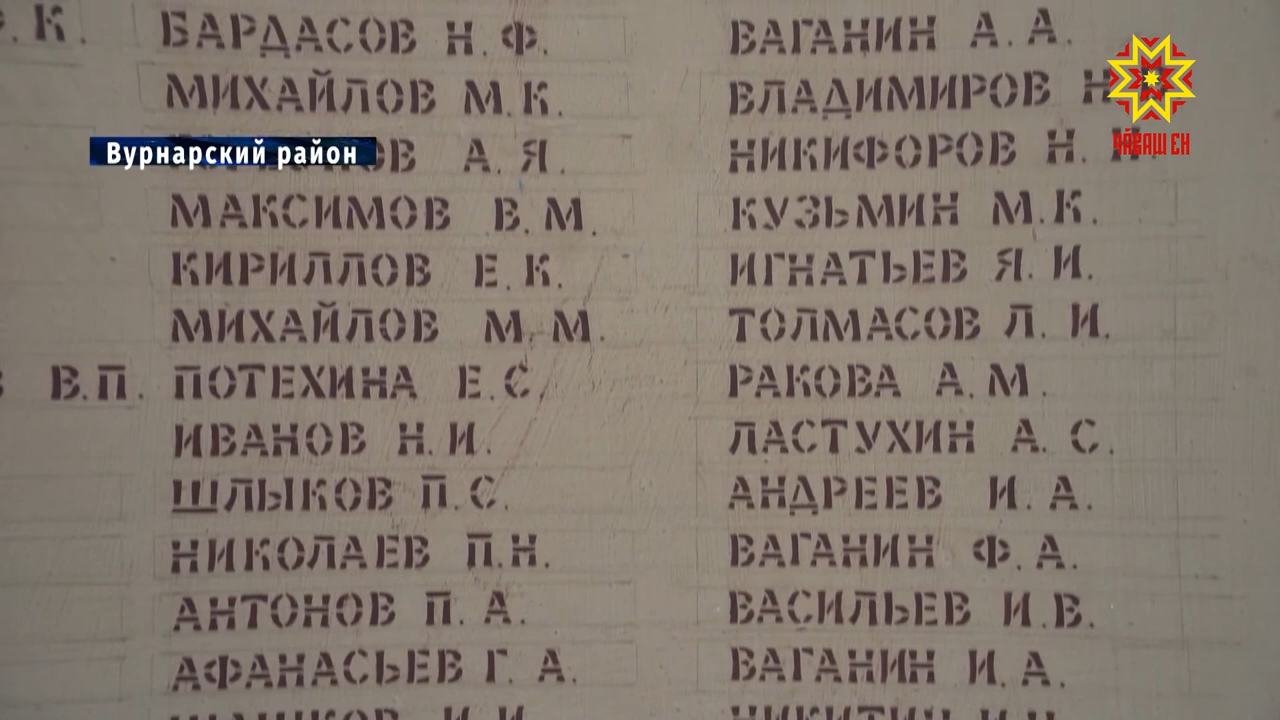 БАРДАСОВ Н. Ф.
МИХАЙЛОВ М. К.
Вурнарский район
А. Я.
МАКСИМОВ В. М.
КИРИЛЛОВ Е. К.
МИХАЙЛОВ М. М.
В.П.
ПОТЕХИНА Е. С.
ИВАНОВ Н. И.
ШЛЫКОВ П. С.
НИКОЛАЕВ П. Н.
АНТОНОВ П. А.
АФАНАСЬЕВ Г. А.
ВАГАНИН А. А.
ВЛАДИМИРОВ
НИКИФОРОВ Н.
КУЗЬМИН М. К.
ИГНАТЬЕВ Я. И.
ТОЛМАСОВ Л. И.
РАКОВА А. М.
ЛАСТУХИН А. С.
АНДРЕЕВ И. А.
ВАГАНИН Ф. А.
ВАСИЛЬЕВ И. В.
ВАГАНИН И. А.
ЧӐВАШ ЕН